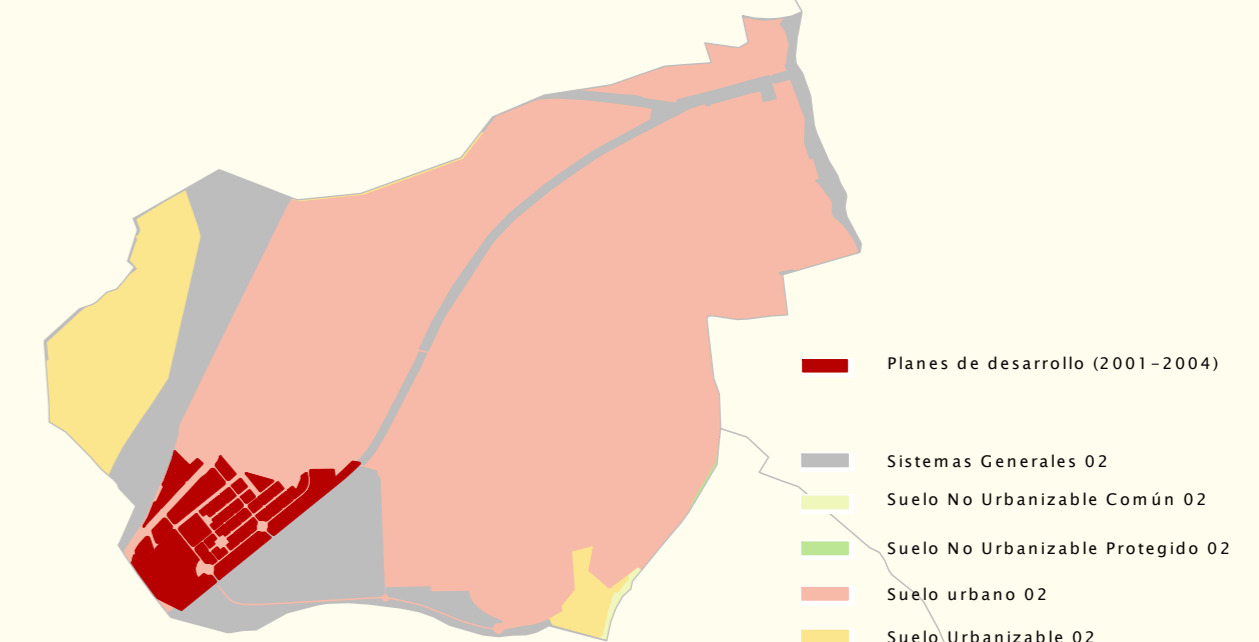 Planes de desarrollo (2001-2004)
Sistemas Generales 02
Suelo No Urbanizable Común 02
Suelo No Urbanizable Protegido 02
Suelo urbano 02
Suelo Urbanizable 02